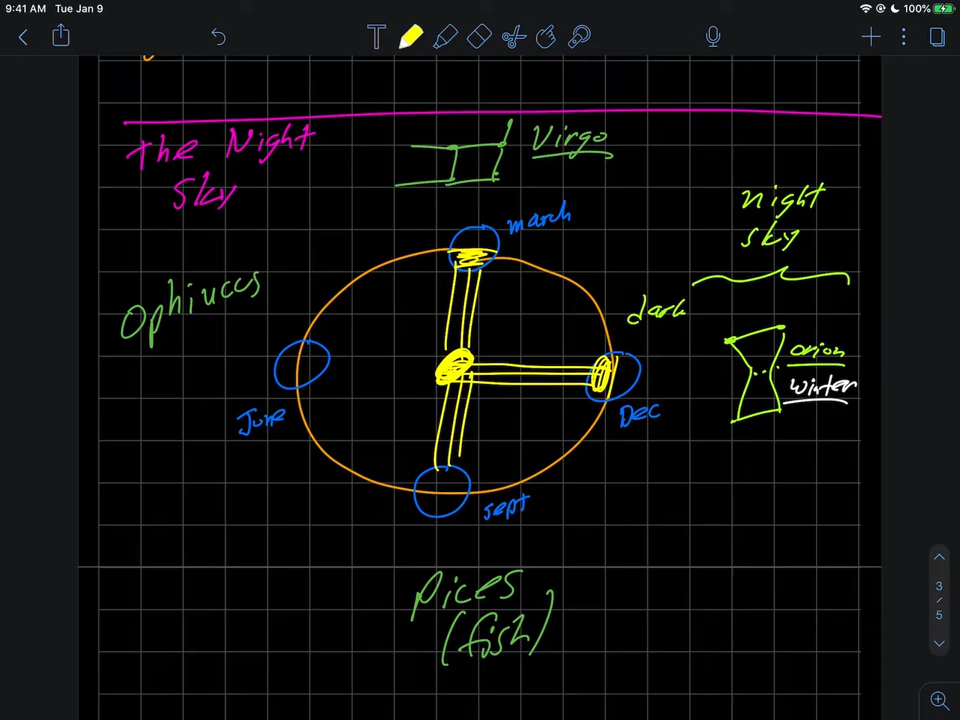 9:41 AM Tue Jan 9
100%
T
The Night
Sky
Virgo
march
night
sky
Ophiuccs
dark
orion
winter
June
Dec
sept
pices
(fish)
3
/
5